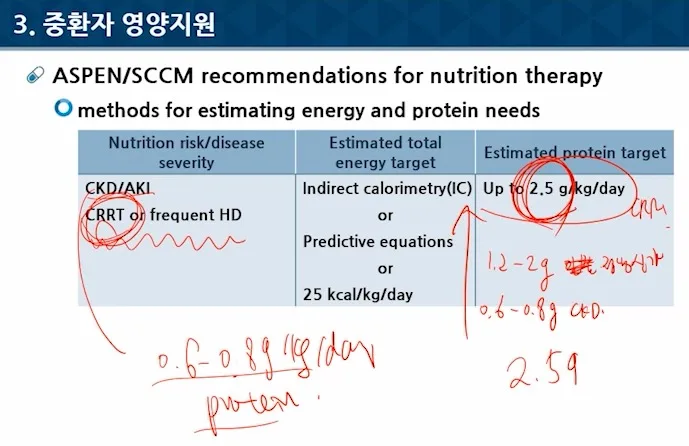 3. 중환자 영양지원
ASPEN/SCCM recommendations for nutrition therapy
methods for estimating energy and protein needs
Nutrition risk/disease severity
Estimated total energy target
Estimated protein target
CKD/AKI
CRRT or frequent HD
Indirect calorimetry(IC)
or
Predictive equations
or
25 kcal/kg/day
Up to 2,5 g/kg/day
CRRT
1.2-2g
0.6-0.8g CKD.
0.6-0.8g/kg/day
protein.
2.5g